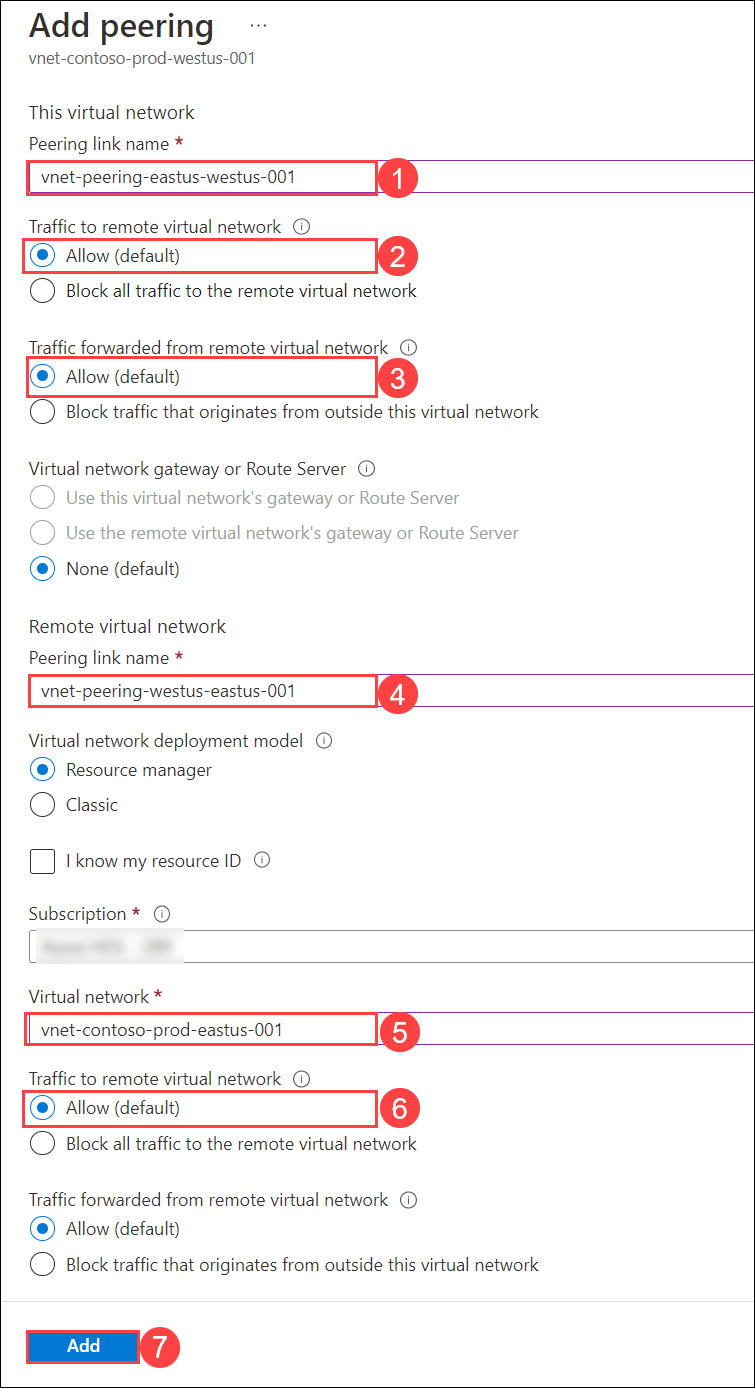 Add peering ...
vnet-contoso-prod-westus-001
This virtual network
Peering link name *
vnet-peering-eastus-westus-001
1
Traffic to remote virtual network
Allow (default)
2
Block all traffic to the remote virtual network
Traffic forwarded from remote virtual network
Allow (default)
3
Block traffic that originates from outside this virtual network
Virtual network gateway or Route Server
Use this virtual network's gateway or Route Server
Use the remote virtual network's gateway or Route Server
None (default)
Remote virtual network
Peering link name *
vnet-peering-westus-eastus-001
4
Virtual network deployment model
Resource manager
Classic
I know my resource ID
Subscription *
Virtual network *
vnet-contoso-prod-eastus-001
5
Traffic to remote virtual network
Allow (default)
6
Block all traffic to the remote virtual network
Traffic forwarded from remote virtual network
Allow (default)
Block traffic that originates from outside this virtual network
Add
7